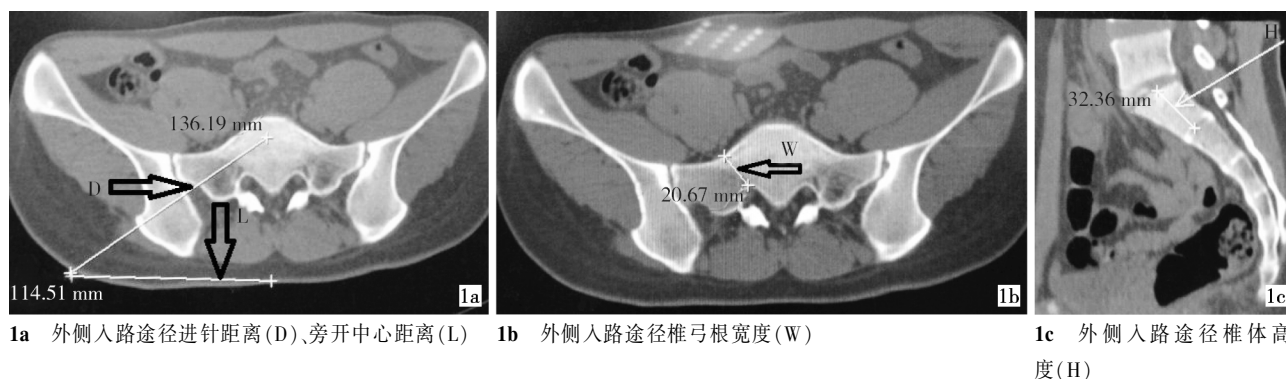 136.19 mm
D
L
114.51 mm
1a
W
20.67 mm
1b
H
32.36 mm
1c
1a 外侧入路途径进针距离(D)、旁开中心距离(L)
1b 外侧入路途径椎弓根宽度(W)
1c 外侧入路途径椎体高
度(H)